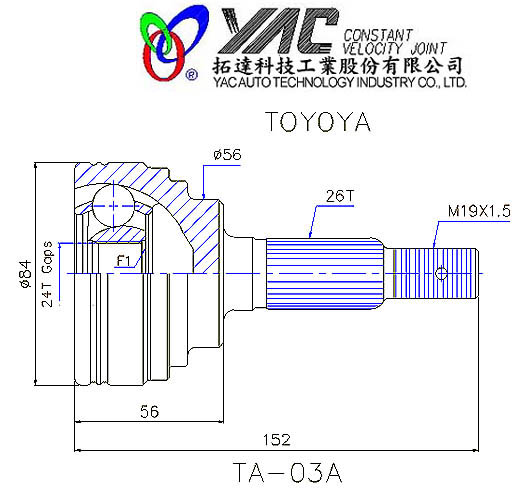 YAC CONSTANT
VELOCITY JOINT
®
拓達科技工業股份有限公司
YAC AUTO TECHNOLOGY INDUSTRY CO., LTD.
TOYOYA
ø56
26T
M19X1.5
F1
24T Gaps
ø84
56
152
TA-03A